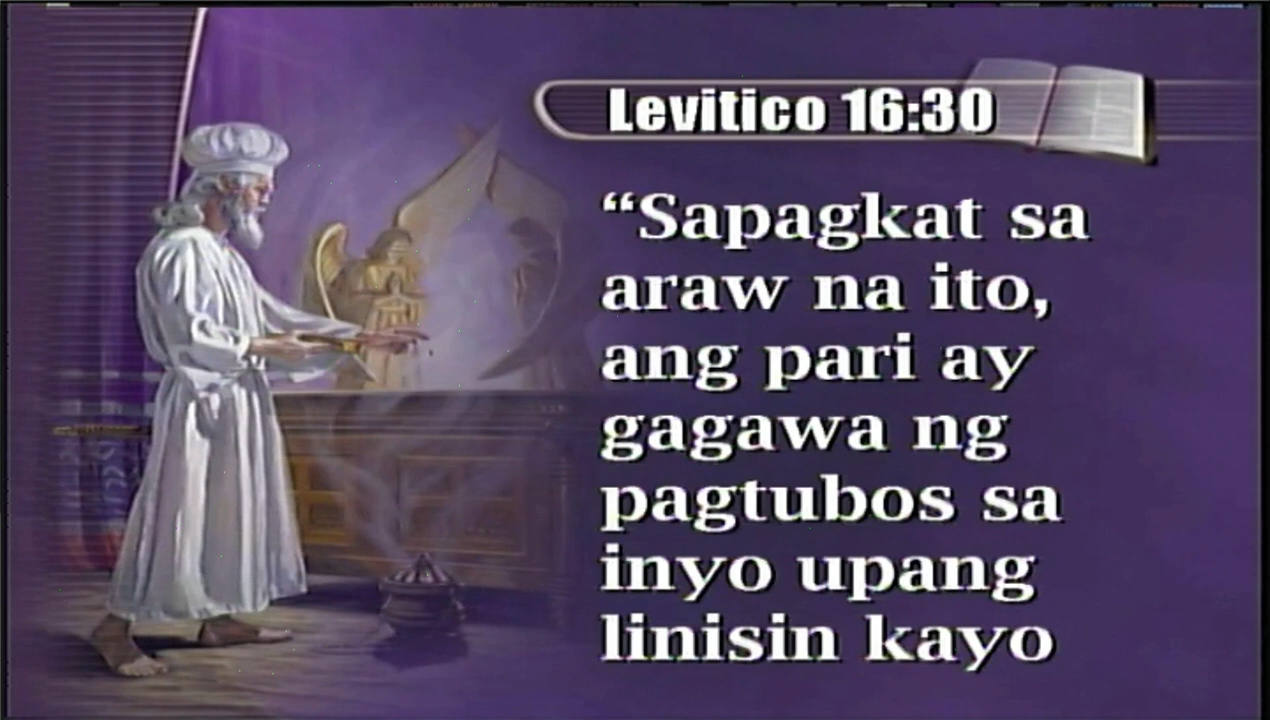 Levitico 16:30
“Sapagkat sa
araw na ito,
ang pari ay
gagawa ng
pagtubos sa
inyo upang
linisin kayo